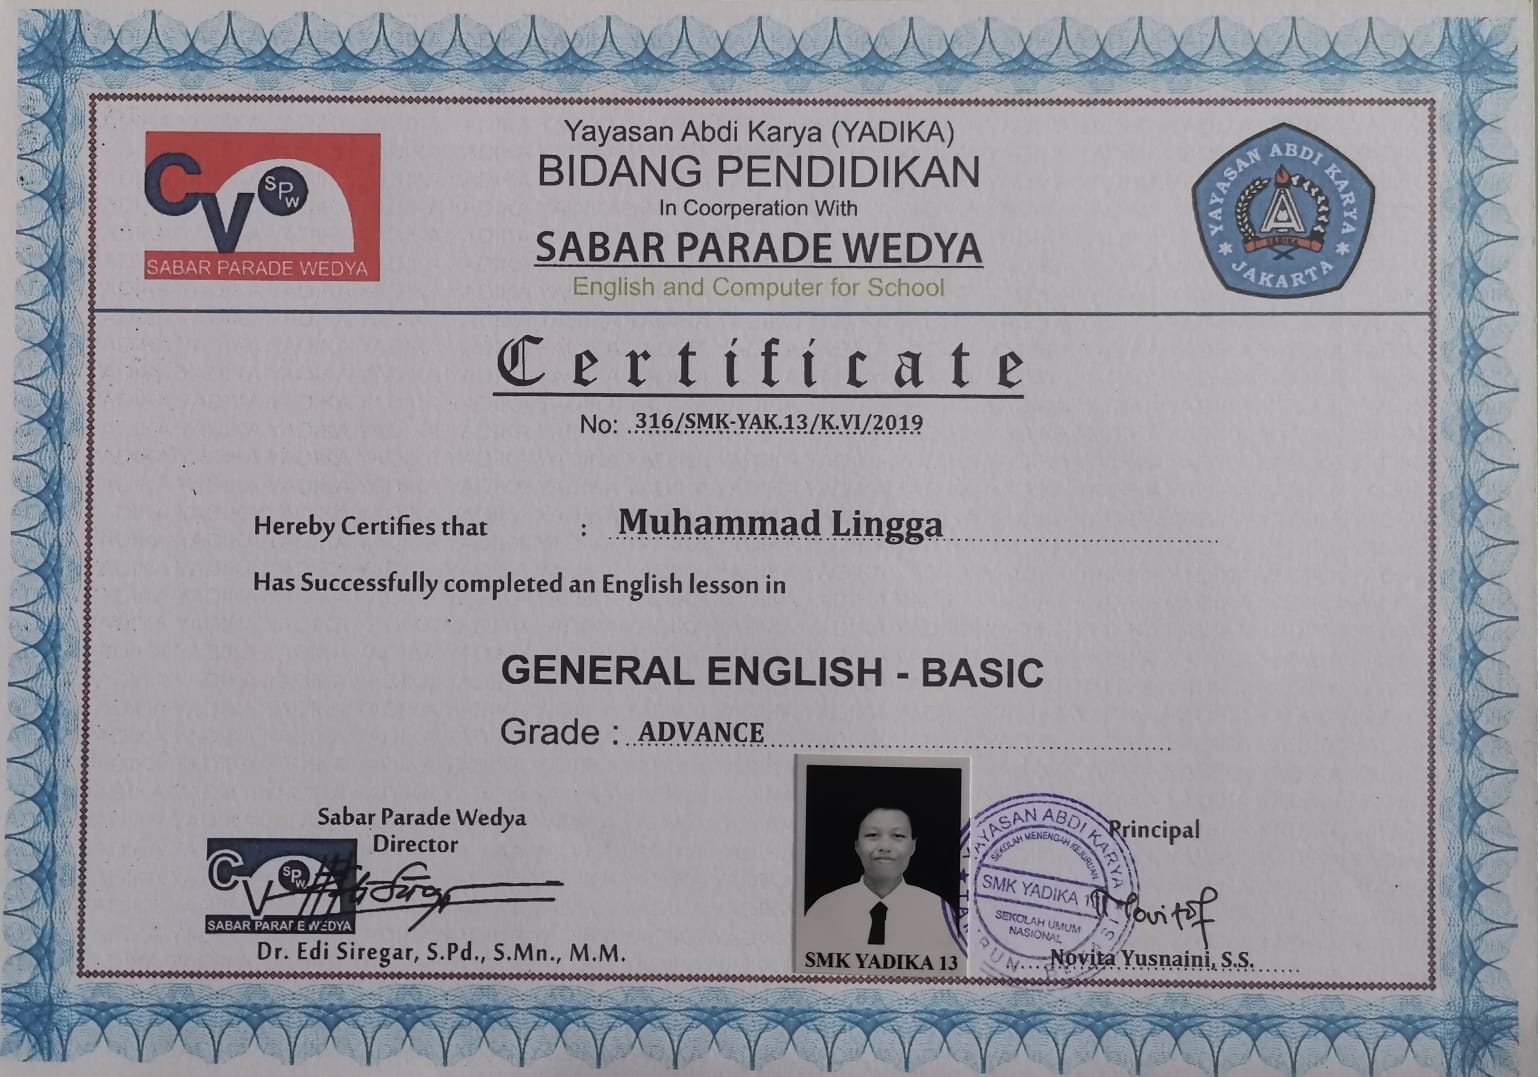 CV SPW
SABAR PARADE WEDYA
Yayasan Abdi Karya (YADIKA)
BIDANG PENDIDIKAN
In Coorperation With
SABAR PARADE WEDYA
English and Computer for School
YAYASAN ABDI KARYA
YADIKA
JAKARTA
Certificate
No: 316/SMK-YAK.13/K.VI/2019
Hereby Certifies that : Muhammad Lingga
Has Successfully completed an English lesson in
GENERAL ENGLISH - BASIC
Grade : ADVANCE
Sabar Parade Wedya
Director
CV SPW
SABAR PARADE WEDYA
Dr. Edi Siregar, S.Pd., S.Mn., M.M.
SMK YADIKA 13
YAYASAN ABDI KARYA
SEKOLAH MENENGAH KEJURUAN
SMK YADIKA
SEKOLAH UMUM
NASIONAL
Principal
Novita Yusnaini, S.S.